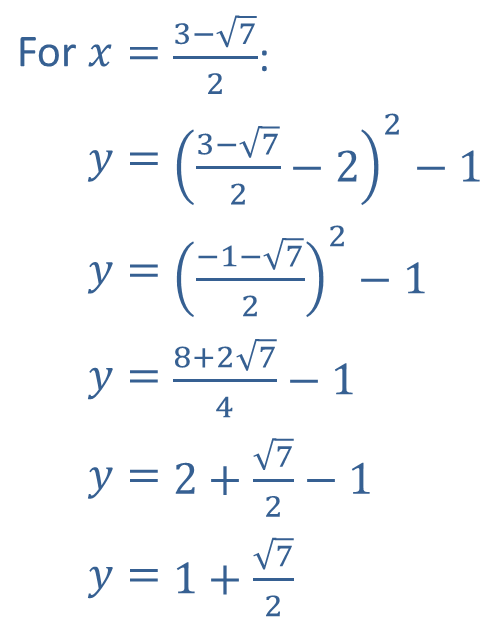 For x = (3−√7)/2:
y = ((3−√7)/2 − 2)² − 1
y = ((−1−√7)/2)² − 1
y = (8+2√7)/4 − 1
y = 2 + √7/2 − 1
y = 1 + √7/2